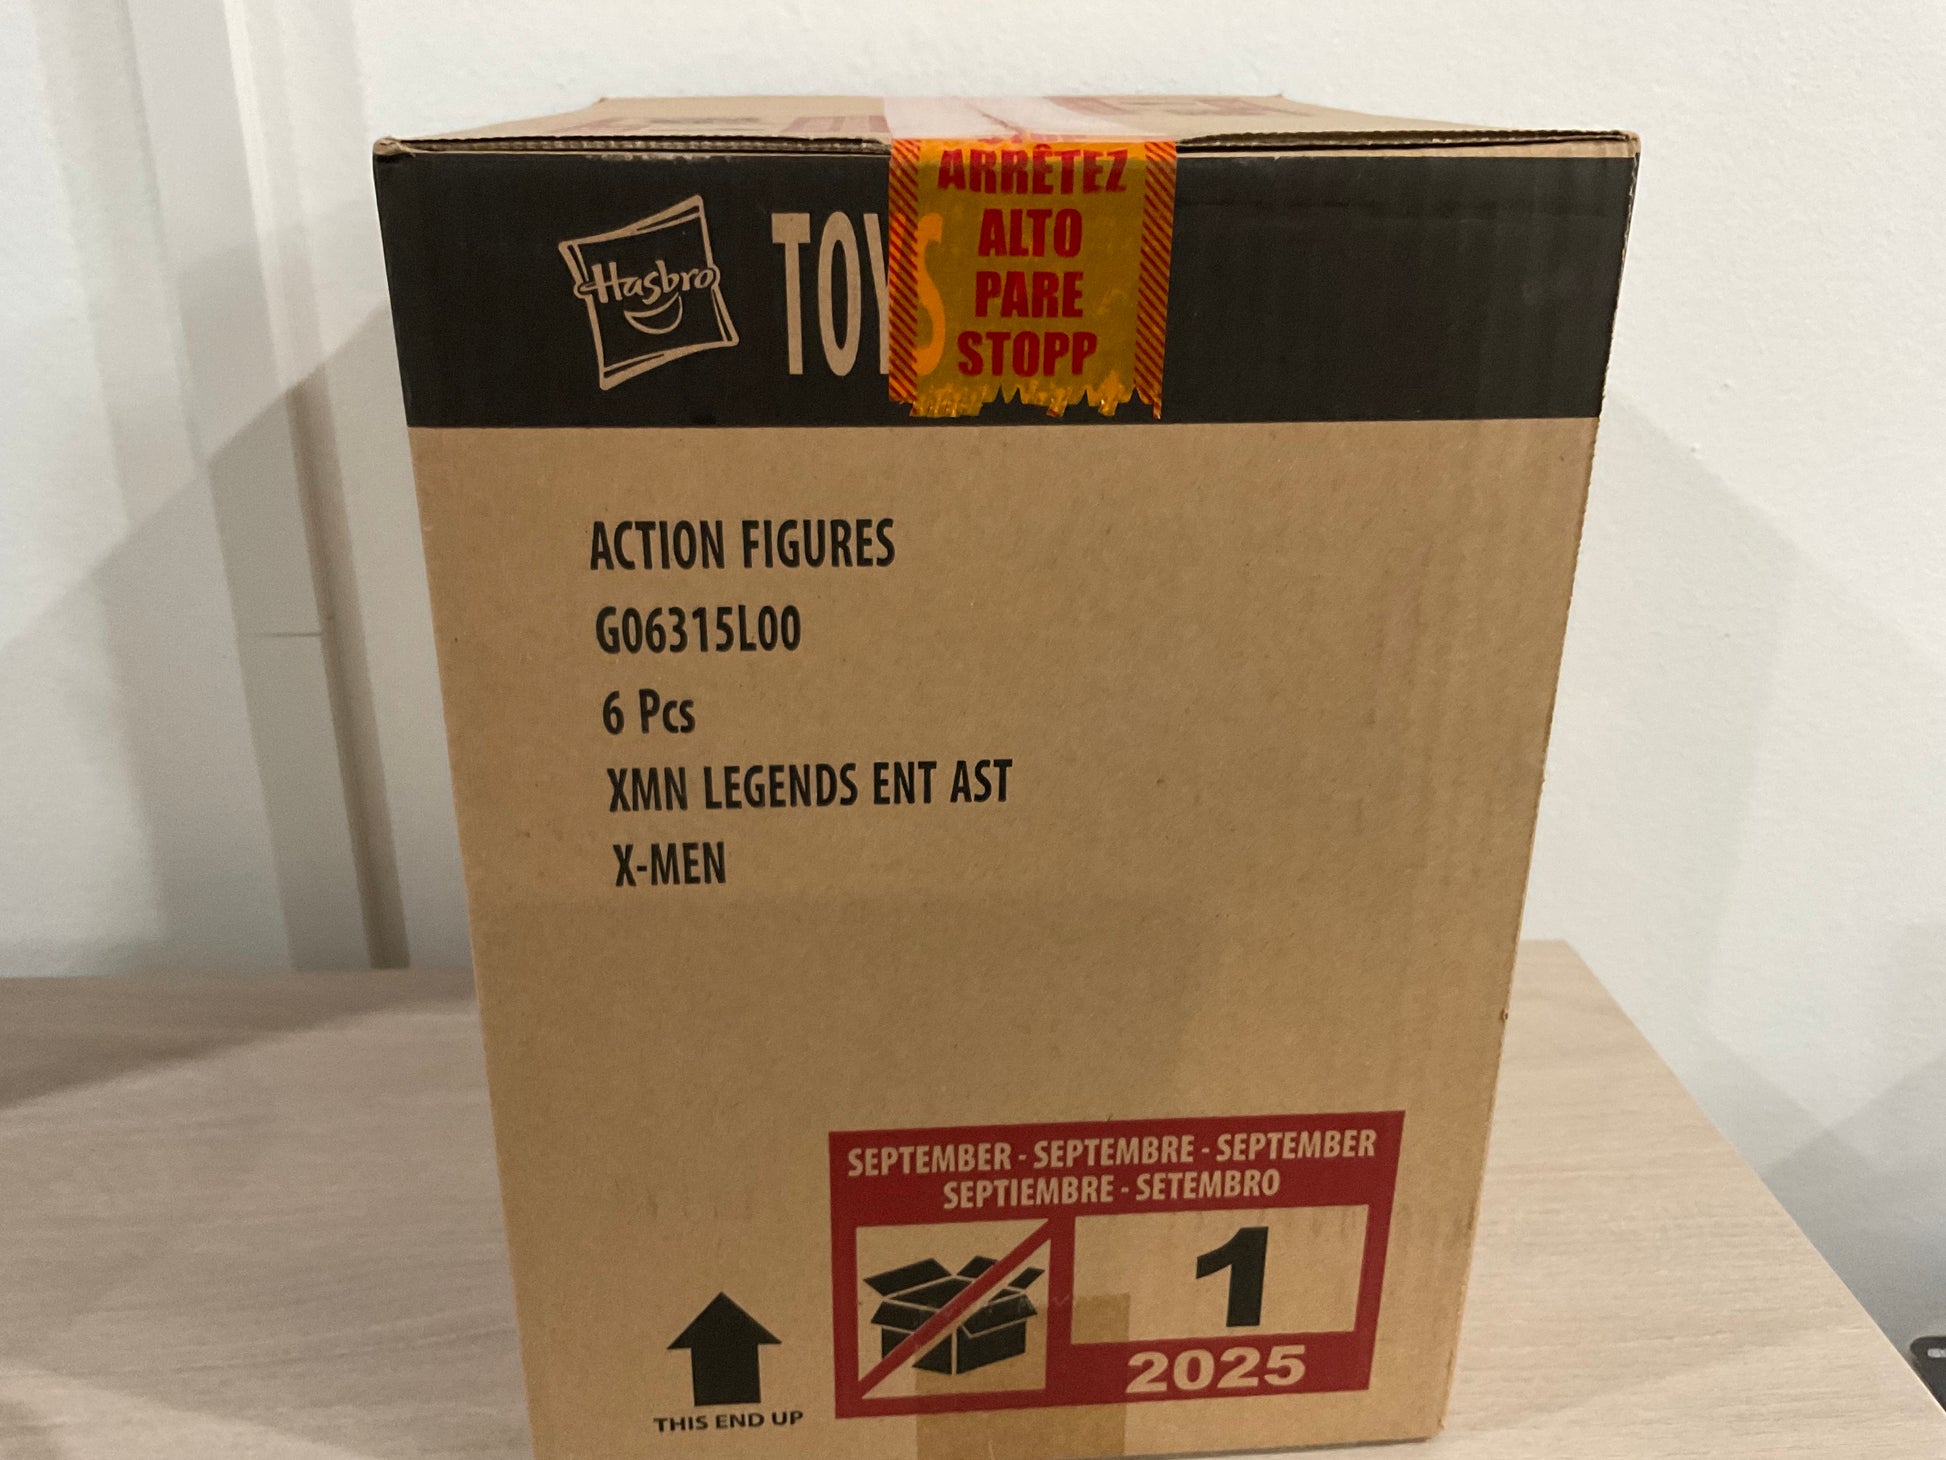 Hasbro
TOYS
ARRÊTEZ
ALTO
PARE
STOPP
ACTION FIGURES
G06315L00
6 Pcs
XMN LEGENDS ENT AST
X-MEN
SEPTEMBER - SEPTEMBRE - SEPTEMBER
SEPTIEMBRE - SETEMBRO
1
2025
THIS END UP